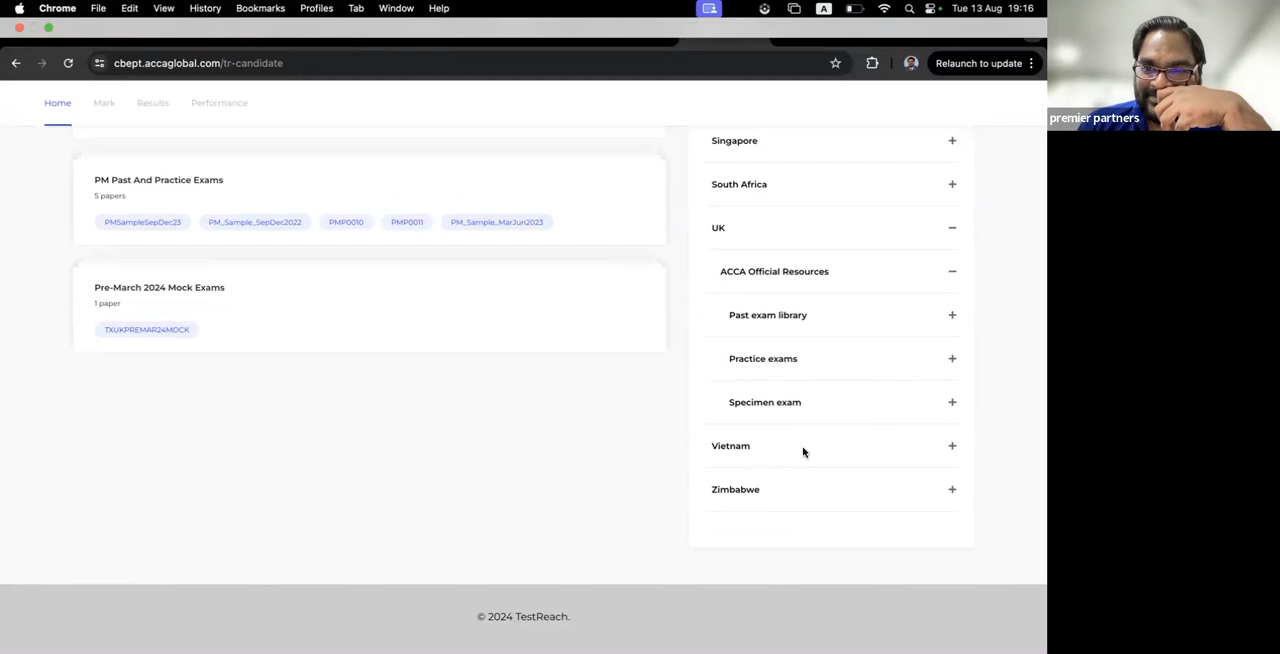 Chrome File Edit View History Bookmarks Profiles Tab Window Help A Tue 13 Aug 19:16
cbept.accaglobal.com/tr-candidate Relaunch to update
premier partners
Home Mark Results Performance
PM Past And Practice Exams
5 papers
PMSampleSepDec23 PM_Sample_SepDec2022 PMP0010 PMP0011 PM_Sample_MarJun2023
Pre-March 2024 Mock Exams
1 paper
TXUKPREMAR24MOCK
Singapore
South Africa
UK
ACCA Official Resources
Past exam library
Practice exams
Specimen exam
Vietnam
Zimbabwe
© 2024 TestReach.